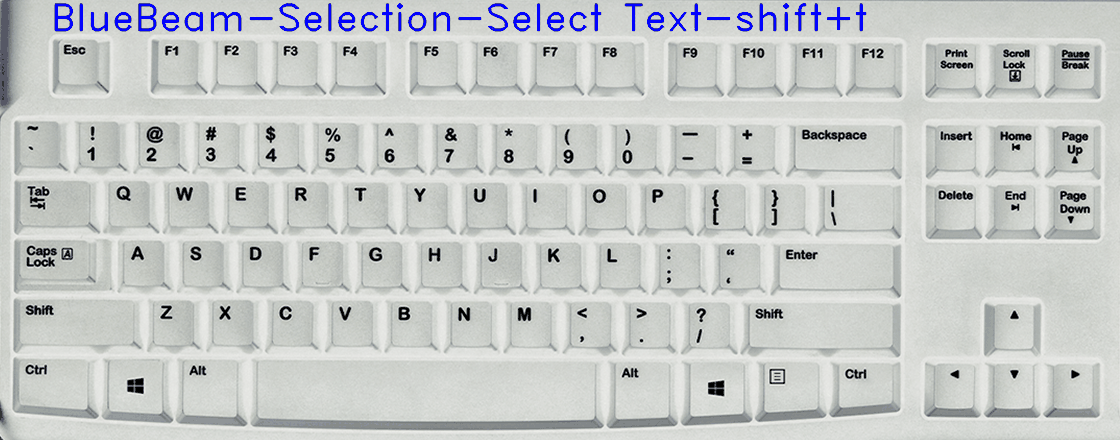 BlueBeam-Selection-Select Text-shift+t
Esc F1 F2 F3 F4 F5 F6 F7 F8 F9 F10 F11 F12 Print Screen Scroll Lock Pause Break
~ ` ! 1 @ 2 # 3 $ 4 % 5 ^ 6 & 7 * 8 ( 9 ) 0 — – + = Backspace Insert Home Page Up
Tab Q W E R T Y U I O P { [ } ] | \ Delete End Page Down
Caps Lock A S D F G H J K L : ; “ ‘ Enter
Shift Z X C V B N M < , > . ? / Shift
Ctrl Alt Alt Ctrl